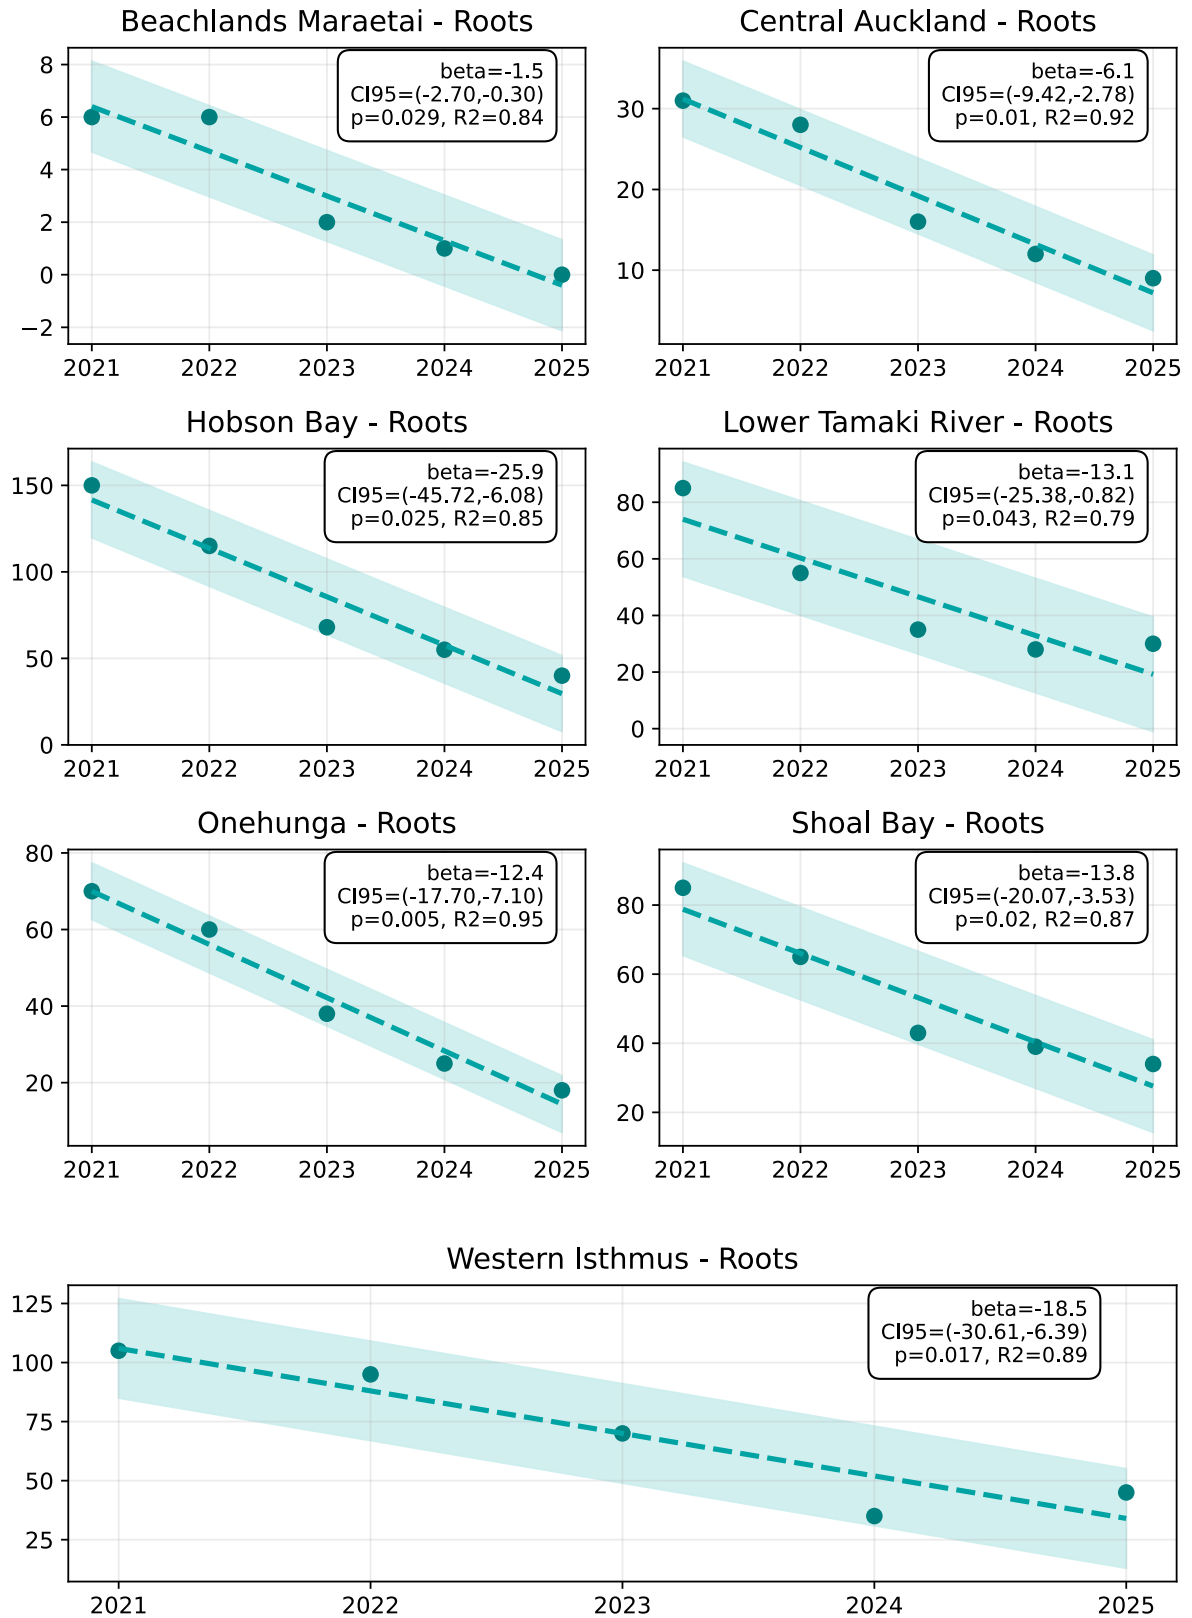 Beachlands Maraetai - Roots
beta=-1.5
CI95=(-2.70,-0.30)
p=0.029, R2=0.84
8
6
4
2
0
−2
2021 2022 2023 2024 2025
Central Auckland - Roots
beta=-6.1
CI95=(-9.42,-2.78)
p=0.01, R2=0.92
30
20
10
2021 2022 2023 2024 2025
Hobson Bay - Roots
beta=-25.9
CI95=(-45.72,-6.08)
p=0.025, R2=0.85
150
100
50
0
2021 2022 2023 2024 2025
Lower Tamaki River - Roots
beta=-13.1
CI95=(-25.38,-0.82)
p=0.043, R2=0.79
80
60
40
20
0
2021 2022 2023 2024 2025
Onehunga - Roots
beta=-12.4
CI95=(-17.70,-7.10)
p=0.005, R2=0.95
80
60
40
20
2021 2022 2023 2024 2025
Shoal Bay - Roots
beta=-13.8
CI95=(-20.07,-3.53)
p=0.02, R2=0.87
80
60
40
20
2021 2022 2023 2024 2025
Western Isthmus - Roots
beta=-18.5
CI95=(-30.61,-6.39)
p=0.017, R2=0.89
125
100
75
50
25
2021 2022 2023 2024 2025